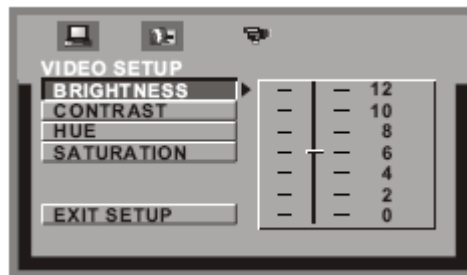 VIDEO SETUP
BRIGHTNESS
CONTRAST
HUE
SATURATION
EXIT SETUP
12
10
8
6
4
2
0